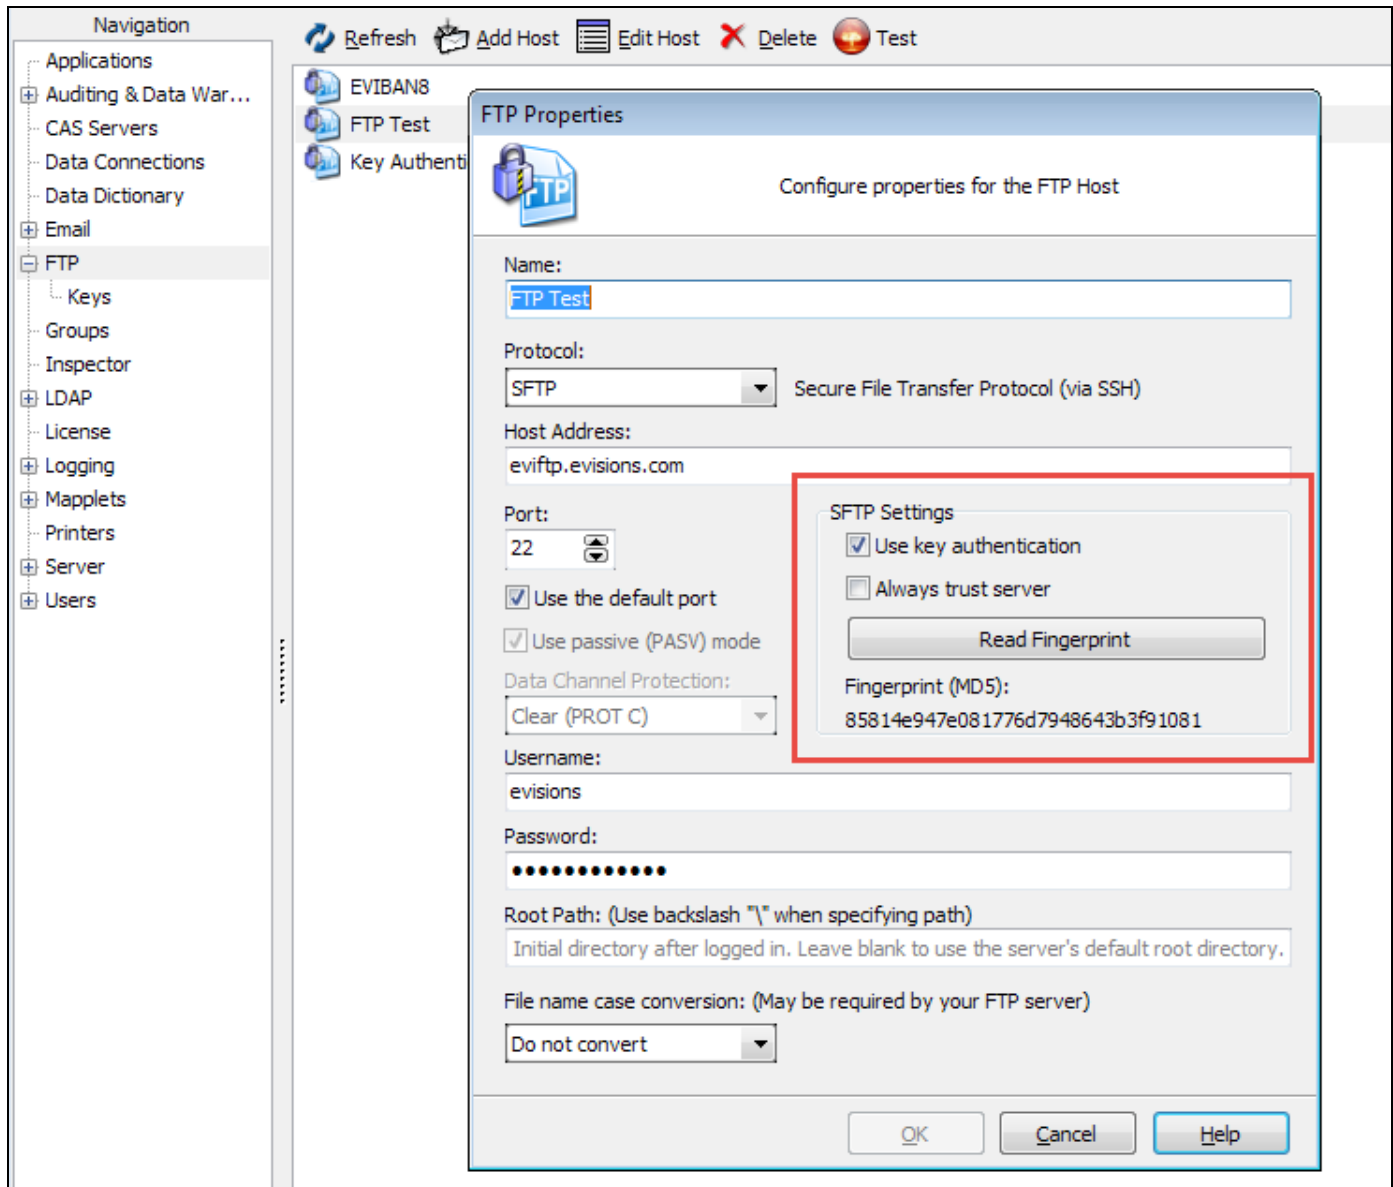 Navigation
Applications
Auditing & Data War...
CAS Servers
Data Connections
Data Dictionary
Email
FTP
Keys
Groups
Inspector
LDAP
License
Logging
Mapplets
Printers
Server
Users
Refresh Add Host Edit Host Delete Test
EVIBAN8
FTP Test
Key Authenti
FTP Properties
FTP
Configure properties for the FTP Host
Name:
FTP Test
Protocol:
SFTP Secure File Transfer Protocol (via SSH)
Host Address:
eviftp.evisions.com
Port:
22
Use the default port
Use passive (PASV) mode
Data Channel Protection:
Clear (PROT C)
SFTP Settings
Use key authentication
Always trust server
Read Fingerprint
Fingerprint (MD5):
85814e947e081776d7948643b3f91081
Username:
evisions
Password:
••••••••••••
Root Path: (Use backslash "\" when specifying path)
Initial directory after logged in. Leave blank to use the server's default root directory.
File name case conversion: (May be required by your FTP server)
Do not convert
OK Cancel Help